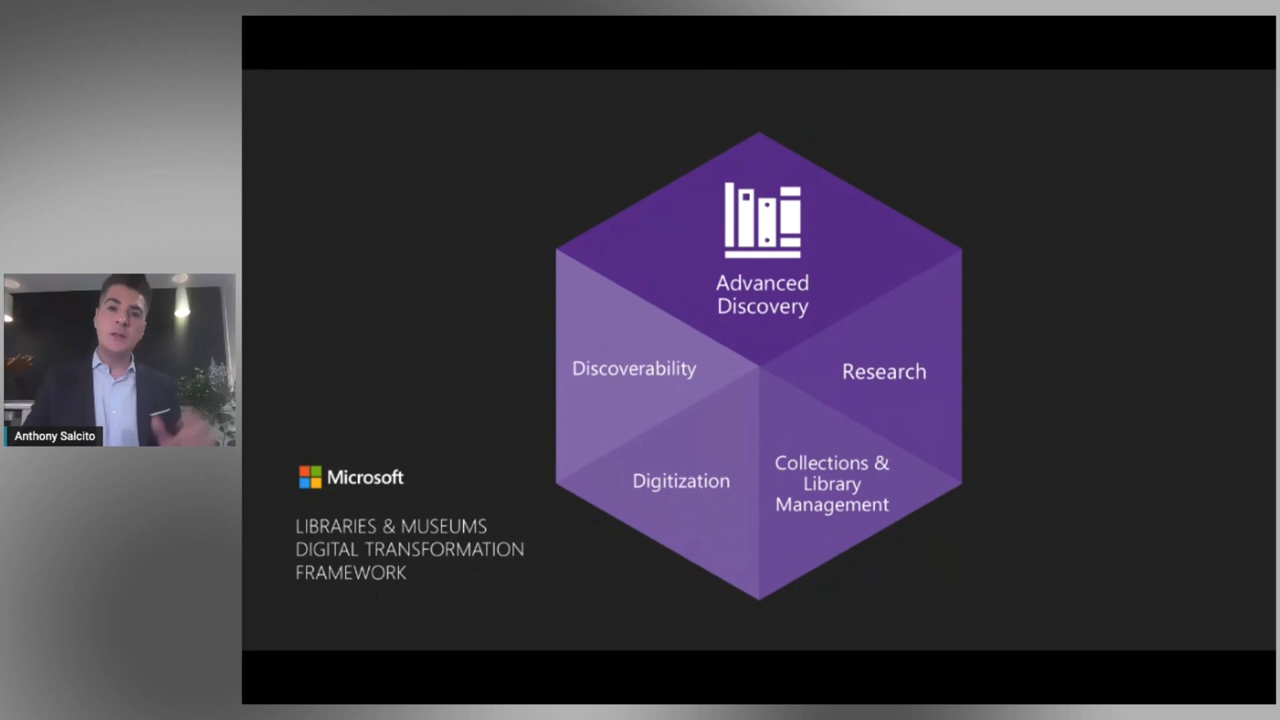 Advanced
Discovery
Discoverability
Research
Collections &
Library
Management
Digitization
Anthony Salcito
Microsoft
LIBRARIES & MUSEUMS
DIGITAL TRANSFORMATION
FRAMEWORK